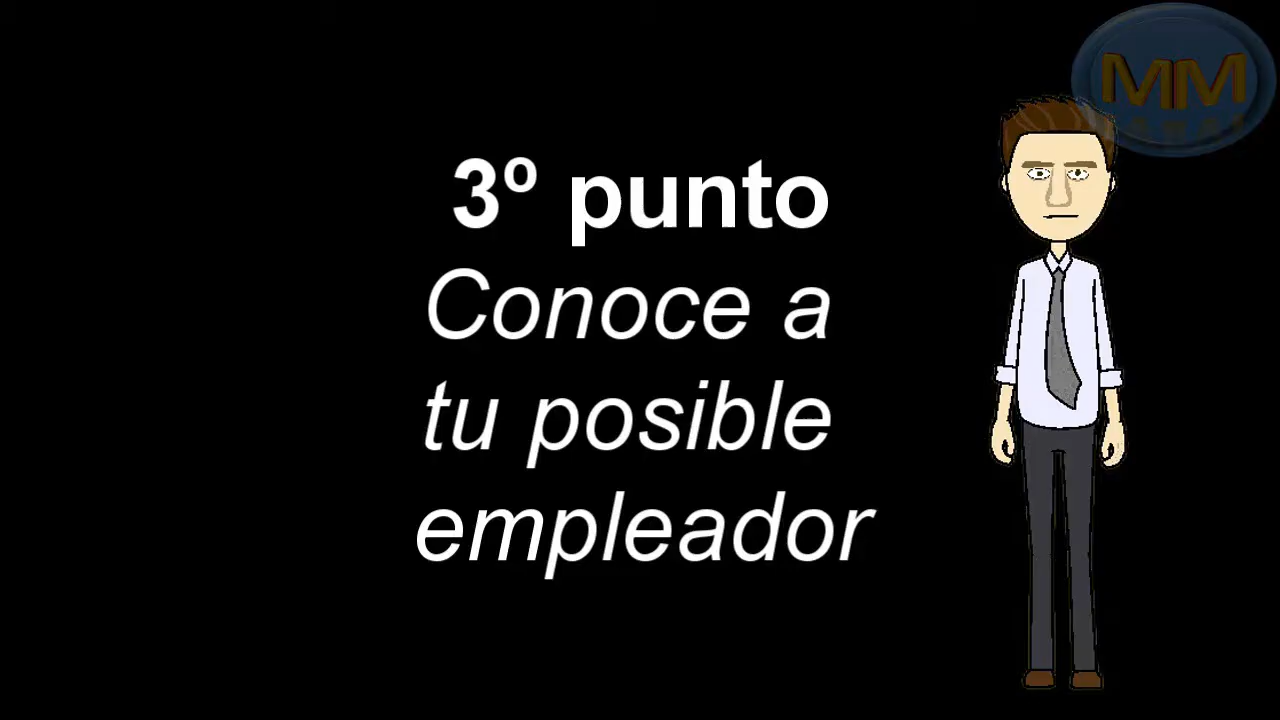 MM
3º punto
Conoce a
tu posible
empleador